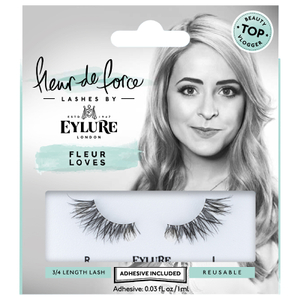 BEAUTY
TOP
VLOGGER
fleur de force
LASHES BY
ESTD 1947
EYLURE
LONDON
FLEUR
LOVES
R EYLURE L
3/4 LENGTH LASH
ADHESIVE INCLUDED
REUSABLE
Adhesive: 0.03 fl. oz/1ml